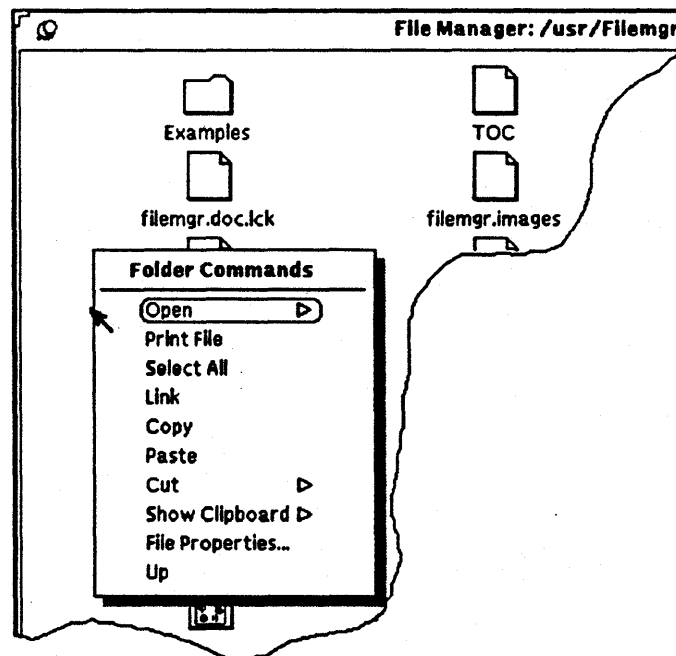 File Manager: /usr/Filemgr
Examples
TOC
filemgr.doc.lck
filemgr.images
Folder Commands
Open
Print File
Select All
Link
Copy
Paste
Cut
Show Clipboard
File Properties...
Up